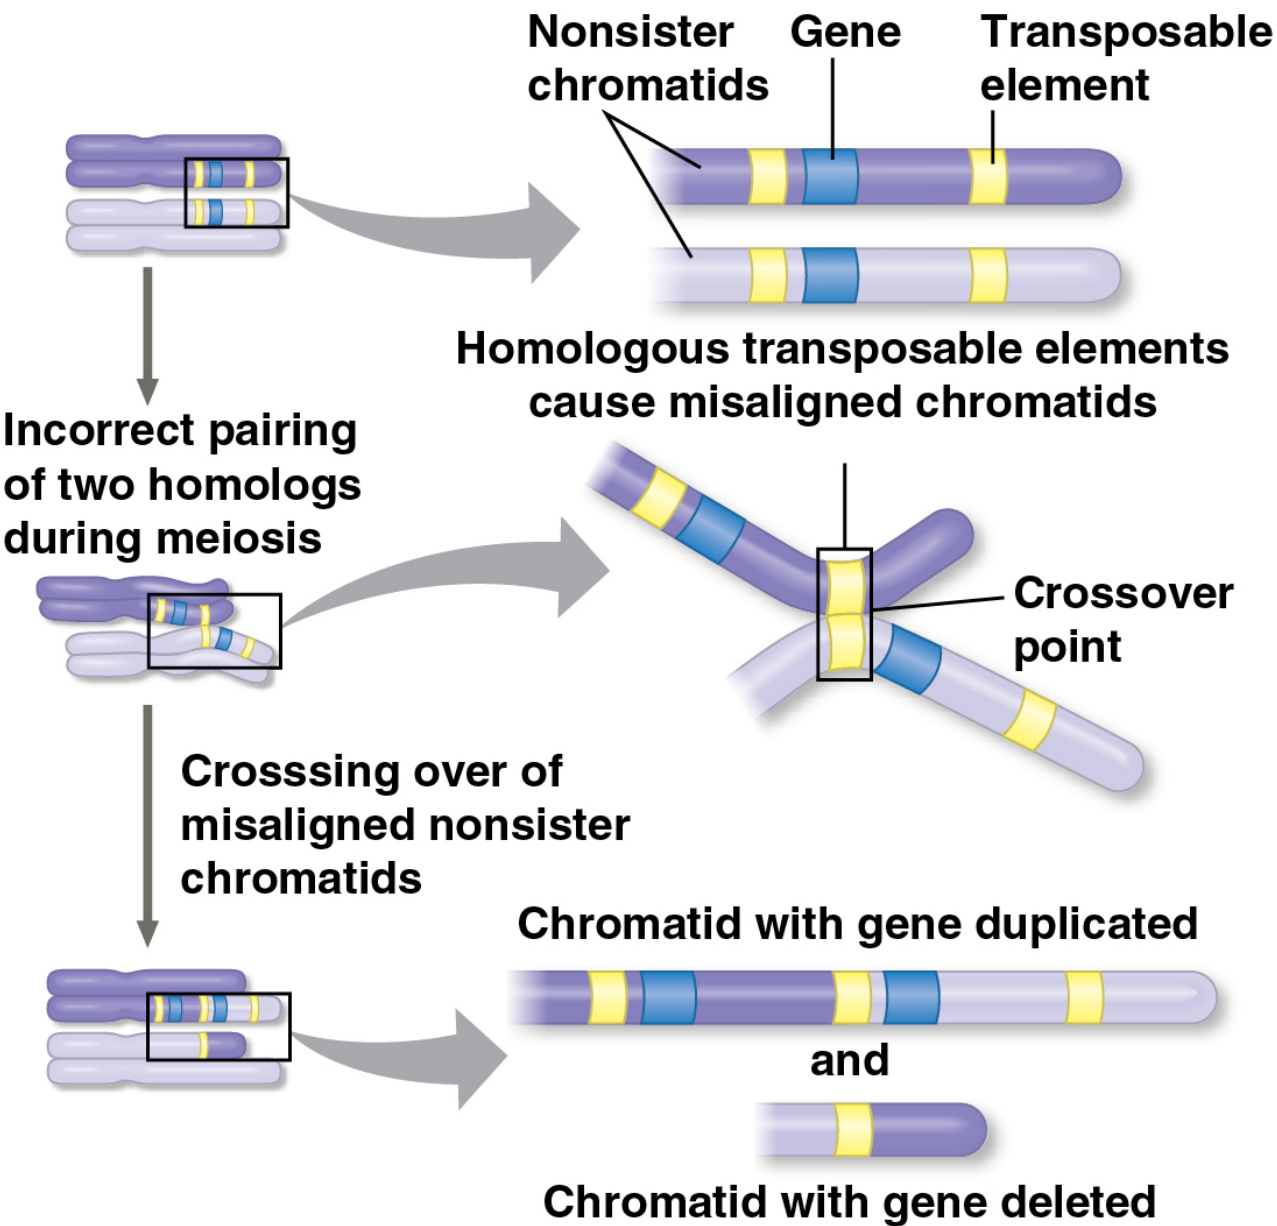 Nonsister
chromatids
Gene
Transposable
element
Homologous transposable elements
cause misaligned chromatids
Incorrect pairing
of two homologs
during meiosis
Crossover
point
Crosssing over of
misaligned nonsister
chromatids
Chromatid with gene duplicated
and
Chromatid with gene deleted